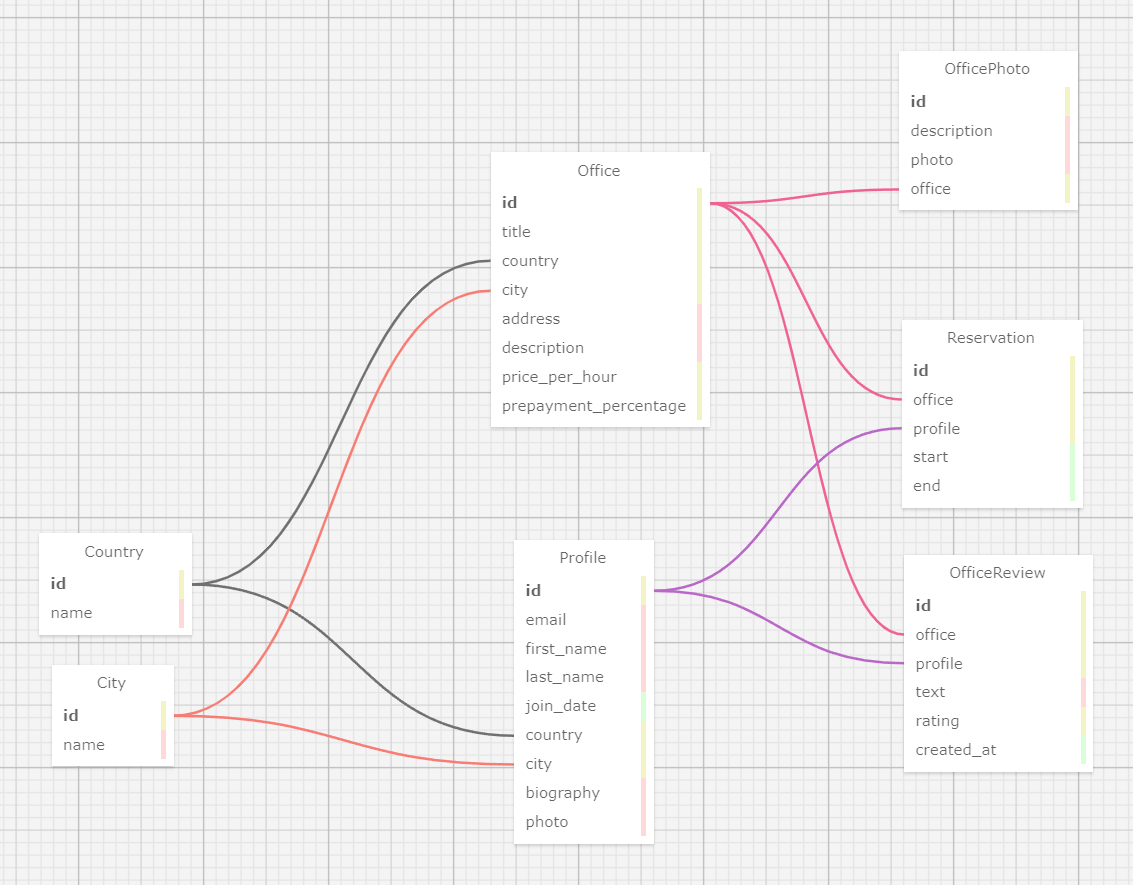 OfficePhoto
id
description
photo
office
Office
id
title
country
city
address
description
price_per_hour
prepayment_percentage
Reservation
id
office
profile
start
end
Country
id
name
Profile
id
email
first_name
last_name
join_date
country
city
biography
photo
OfficeReview
id
office
profile
text
rating
created_at
City
id
name